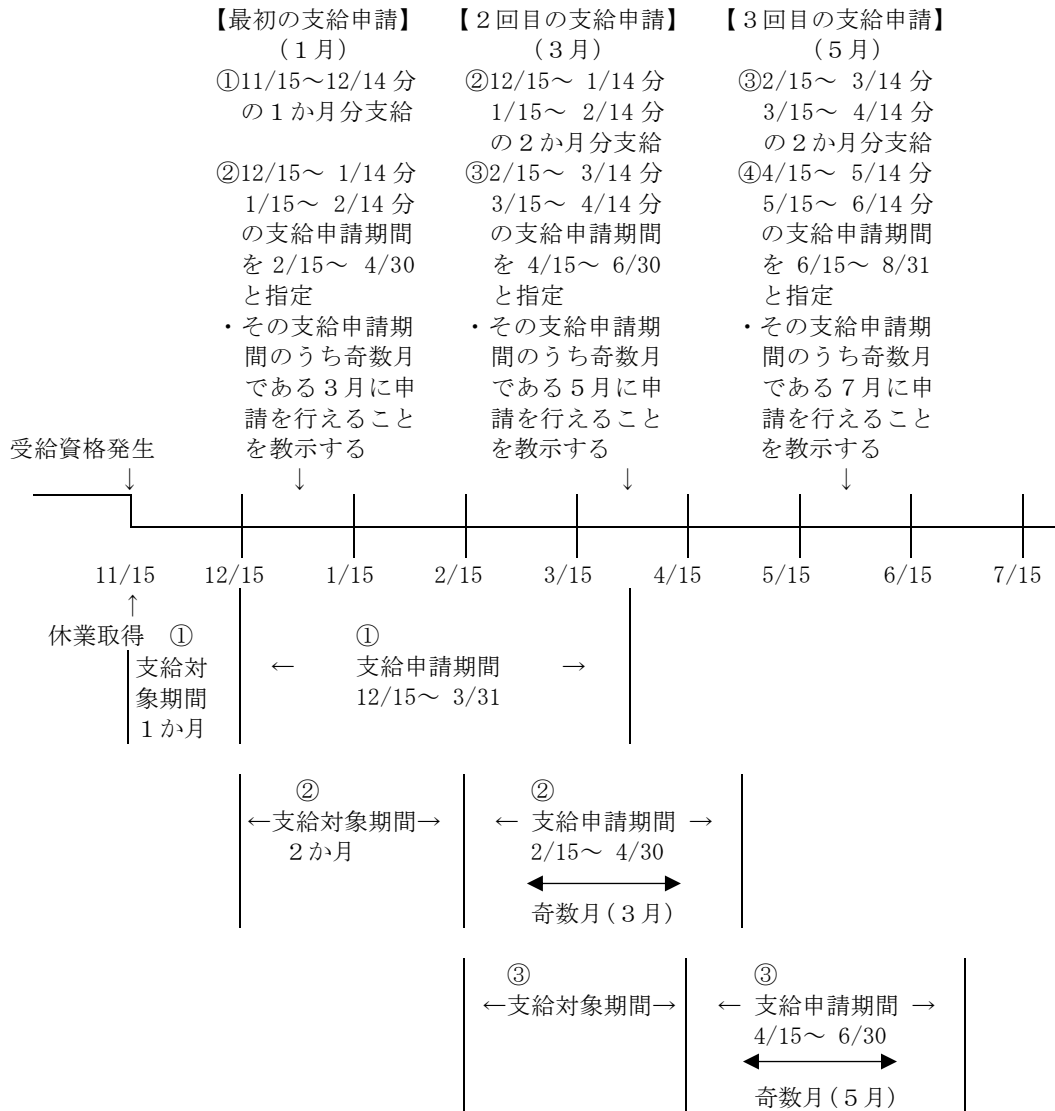 【最初の支給申請】
(１月)
①11/15～12/14 分
の１か月分支給
②12/15～ 1/14 分
1/15～ 2/14 分
の支給申請期間
を 2/15～ 4/30
と指定
・その支給申請期
間のうち奇数月
である３月に申
請を行えること
を教示する
↓
【２回目の支給申請】
(３月)
②12/15～ 1/14 分
1/15～ 2/14 分
の２か月分支給
③2/15～ 3/14 分
3/15～ 4/14 分
の支給申請期間
を 4/15～ 6/30
と指定
・その支給申請期
間のうち奇数月
である５月に申
請を行えること
を教示する
↓
【３回目の支給申請】
(５月)
③2/15～ 3/14 分
3/15～ 4/14 分
の２か月分支給
④4/15～ 5/14 分
5/15～ 6/14 分
の支給申請期間
を 6/15～ 8/31
と指定
・その支給申請期
間のうち奇数月
である７月に申
請を行えること
を教示する
↓
受給資格発生
↓
11/15 12/15 1/15 2/15 3/15 4/15 5/15 6/15 7/15
↑
休業取得
①
支給対
象期間
１か月
①
← 支給申請期間 →
12/15～ 3/31
②
←支給対象期間→
２か月
②
← 支給申請期間 →
2/15～ 4/30
奇数月(３月)
③
←支給対象期間→
③
← 支給申請期間 →
4/15～ 6/30
奇数月(５月)